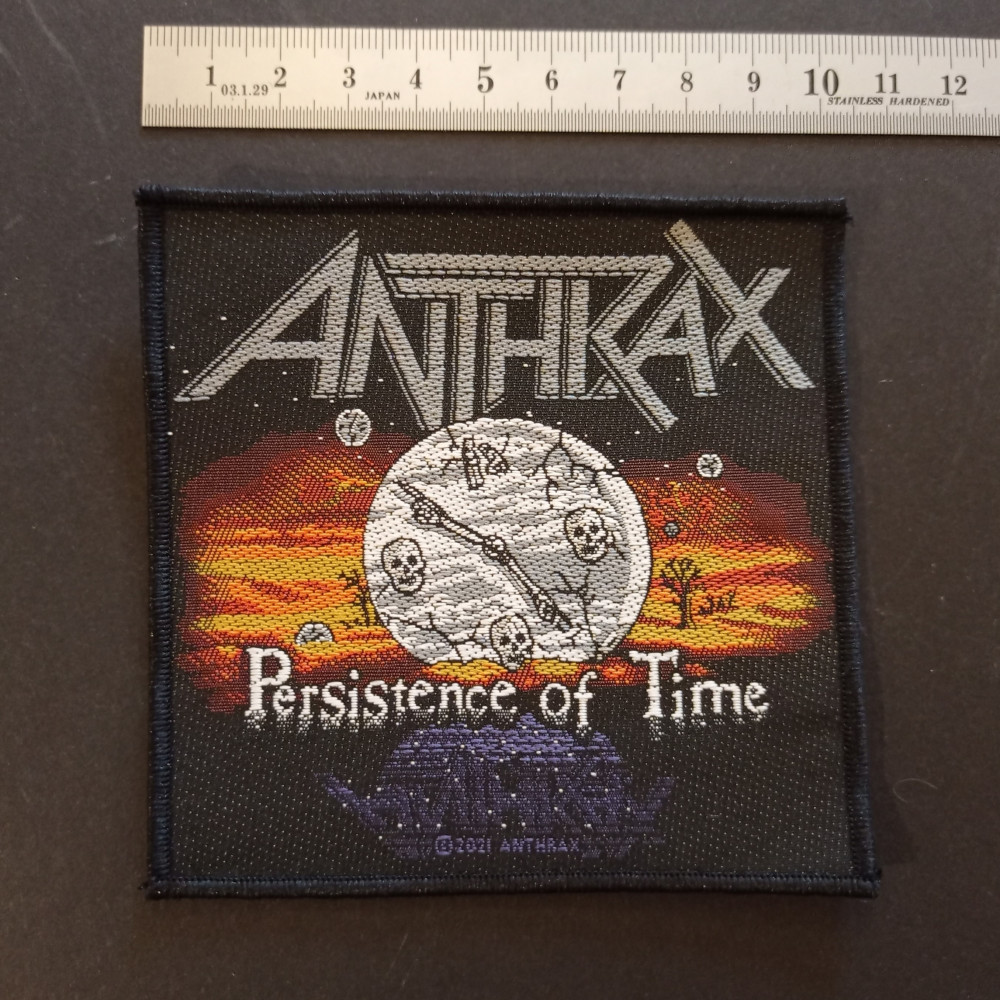 1 2 3 4 5 6 7 8 9 10 11 12
03.1.29 JAPAN STAINLESS HARDENED
ANTHRAX
Persistence of Time
©2021 ANTHRAX